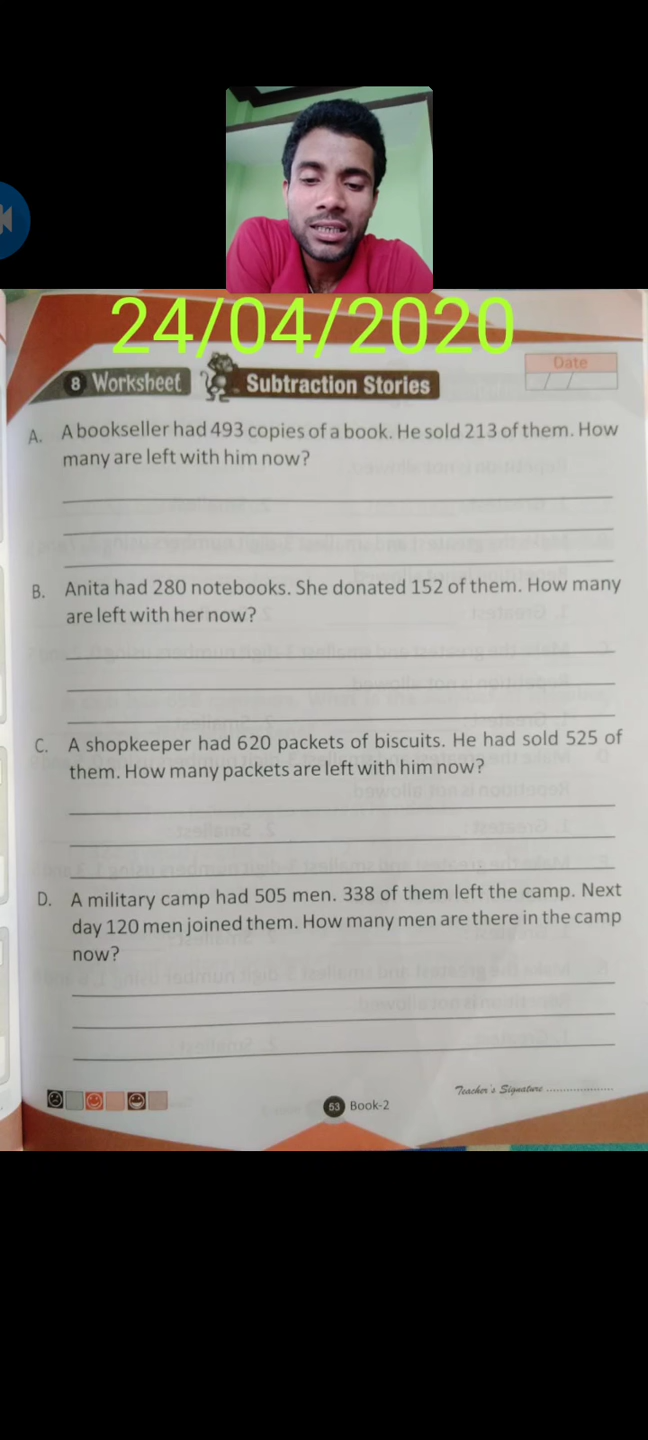 24/04/2020
8 Worksheet Subtraction Stories
Date
A. A bookseller had 493 copies of a book. He sold 213 of them. How
many are left with him now?
B. Anita had 280 notebooks. She donated 152 of them. How many
are left with her now?
C. A shopkeeper had 620 packets of biscuits. He had sold 525 of
them. How many packets are left with him now?
D. A military camp had 505 men. 338 of them left the camp. Next
day 120 men joined them. How many men are there in the camp
now?
Teacher's Signature ....................
53 Book-2